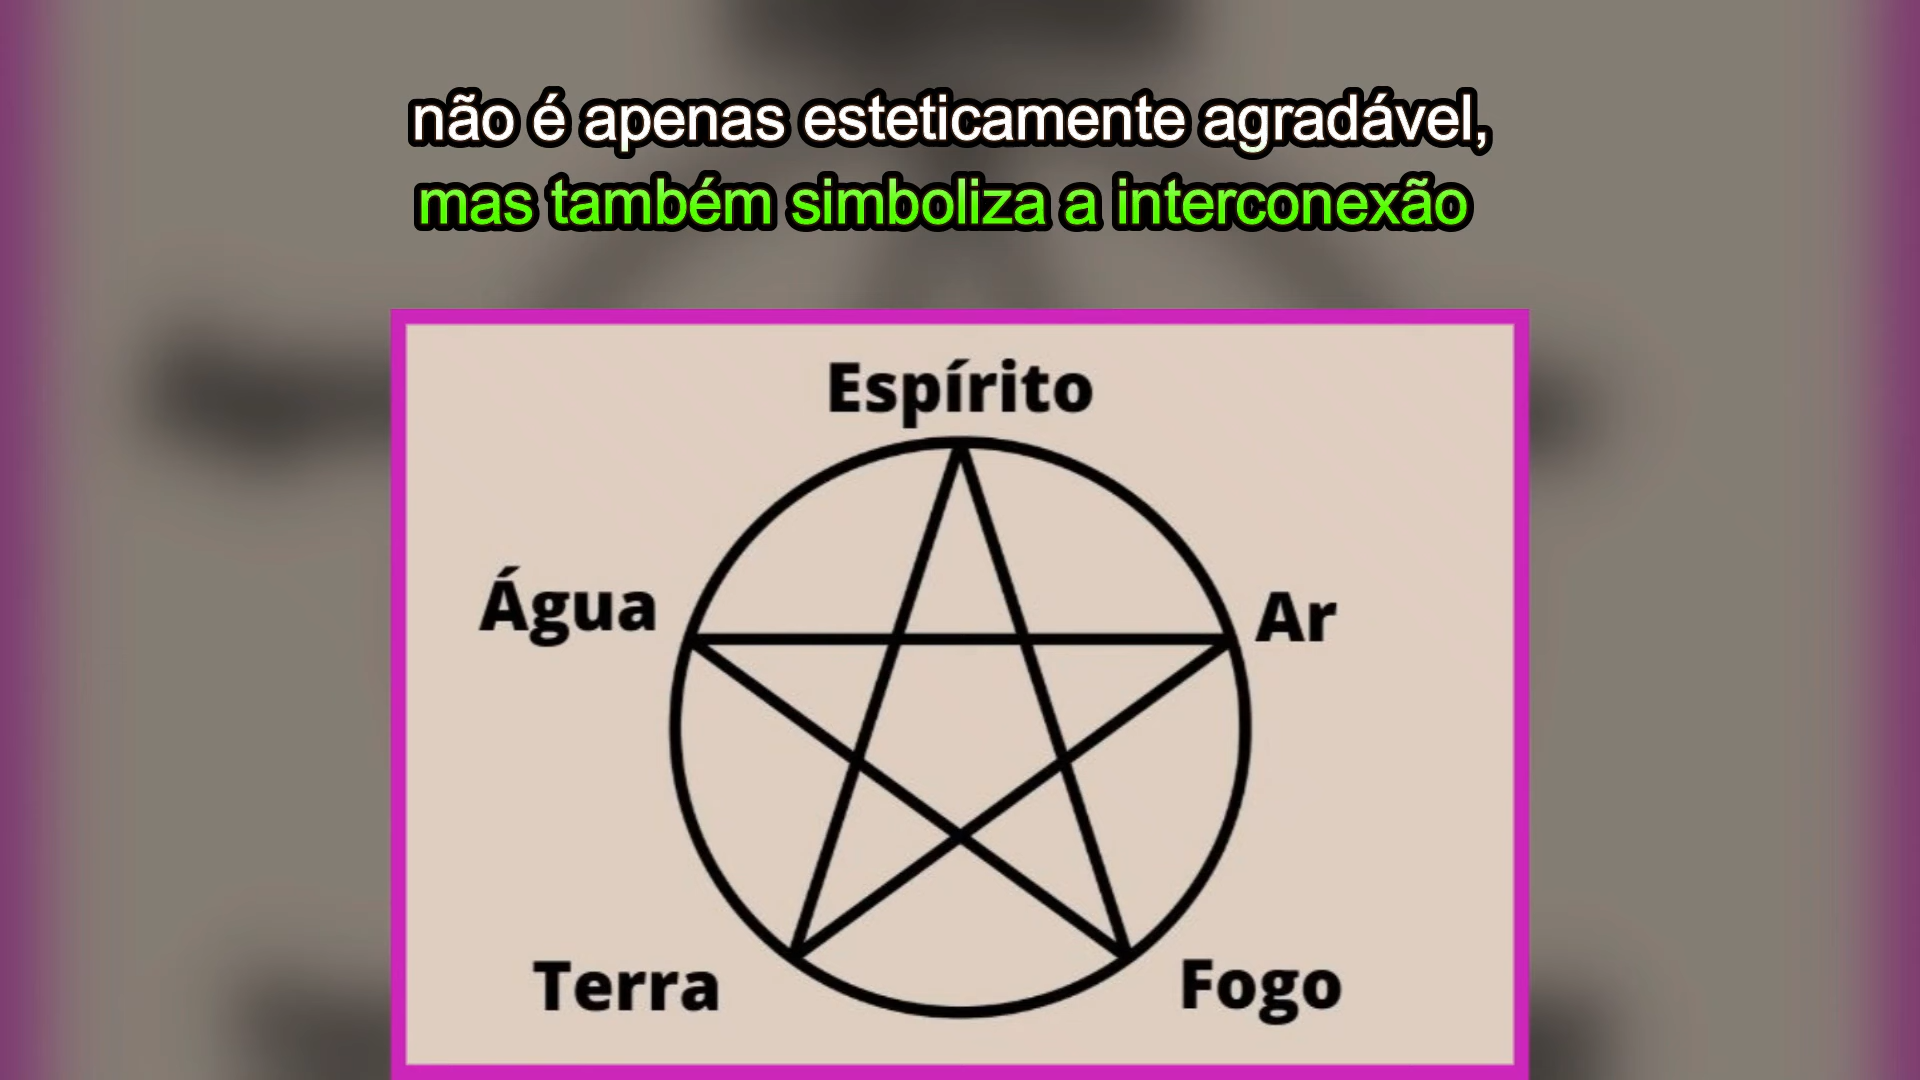 não é apenas esteticamente agradável,
mas também simboliza a interconexão
Espírito
Água
Ar
Terra
Fogo